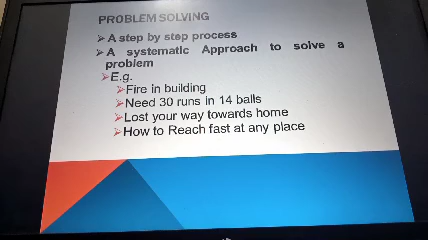 PROBLEM SOLVING
➢ A step by step process
➢ A systematic Approach to solve a
problem
➢ E.g.
➢ Fire in building
➢ Need 30 runs in 14 balls
➢ Lost your way towards home
➢ How to Reach fast at any place